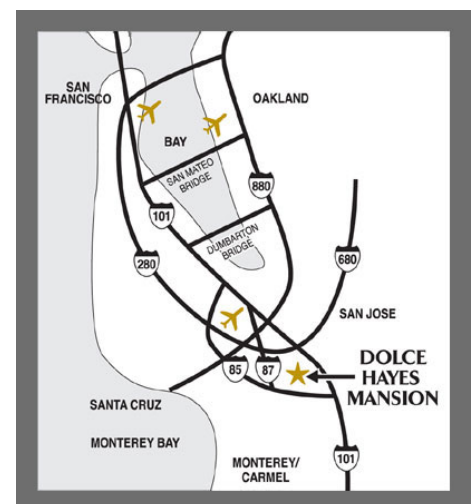 SAN
FRANCISCO
OAKLAND
BAY
SAN MATEO
BRIDGE
880
101
DUMBARTON
BRIDGE
280
680
SAN JOSE
85
87
DOLCE
HAYES
MANSION
SANTA CRUZ
MONTEREY BAY
MONTEREY/
CARMEL
101